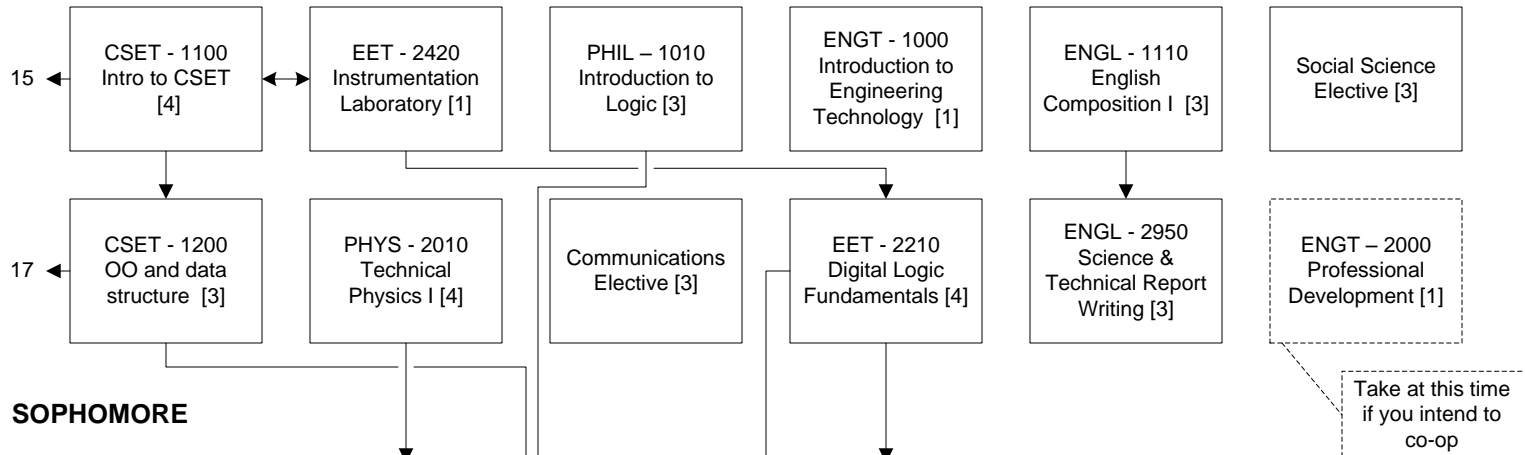 15
CSET - 1100
Intro to CSET
[4]
EET - 2420
Instrumentation
Laboratory [1]
PHIL – 1010
Introduction to
Logic [3]
ENGT - 1000
Introduction to
Engineering
Technology [1]
ENGL - 1110
English
Composition I [3]
Social Science
Elective [3]
17
CSET - 1200
OO and data
structure [3]
PHYS - 2010
Technical
Physics I [4]
Communications
Elective [3]
EET - 2210
Digital Logic
Fundamentals [4]
ENGL - 2950
Science &
Technical Report
Writing [3]
ENGT – 2000
Professional
Development [1]
Take at this time
if you intend to
co-op
SOPHOMORE